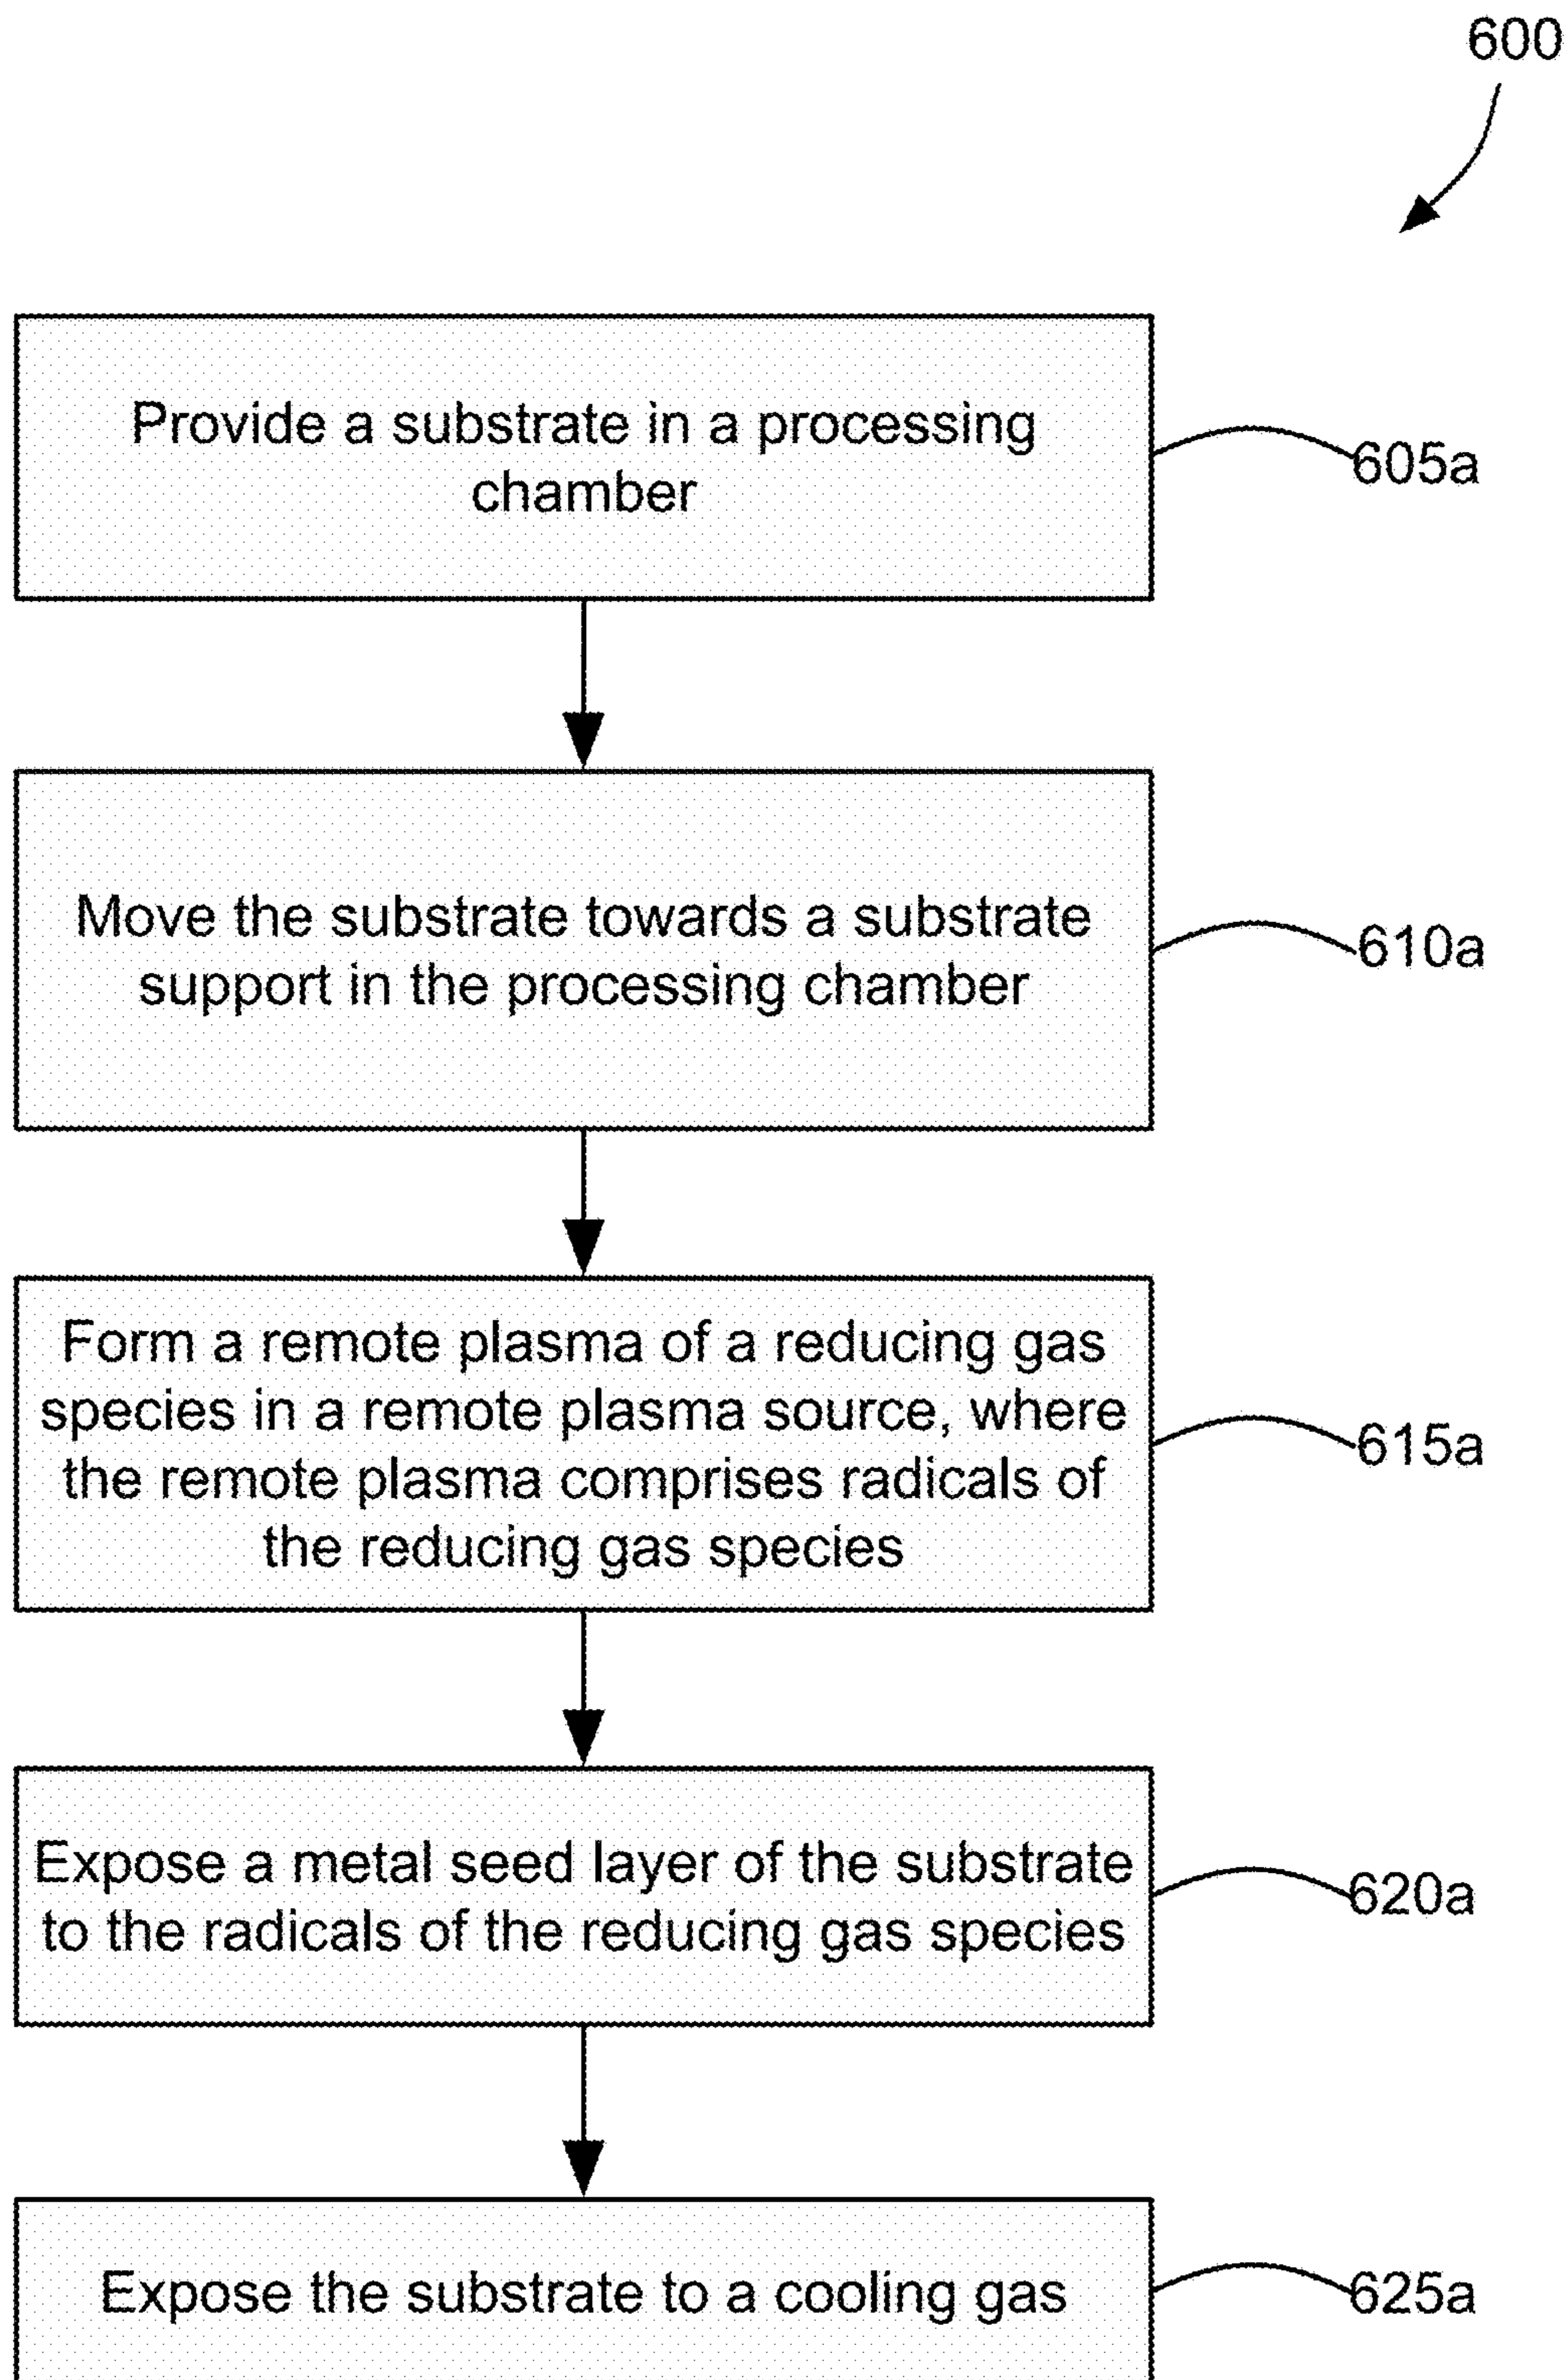 600
Provide a substrate in a processing
chamber
605a
Move the substrate towards a substrate
support in the processing chamber
610a
Form a remote plasma of a reducing gas
species in a remote plasma source, where
the remote plasma comprises radicals of
the reducing gas species
615a
Expose a metal seed layer of the substrate
to the radicals of the reducing gas species
620a
Expose the substrate to a cooling gas
625a